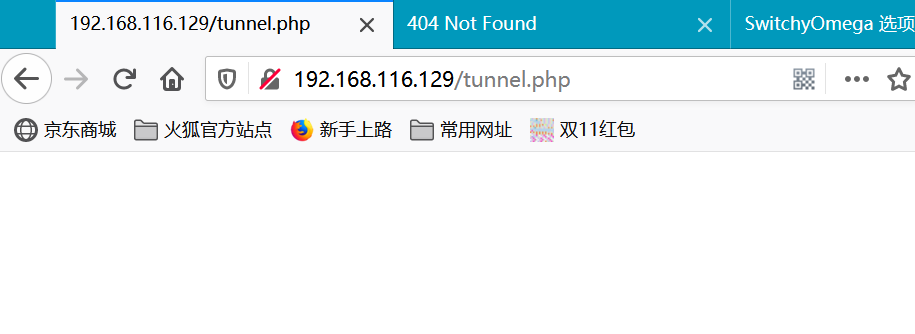 192.168.116.129/tunnel.php 404 Not Found SwitchyOmega 选项
192.168.116.129/tunnel.php
京东商城 火狐官方站点 新手上路 常用网址 双11红包